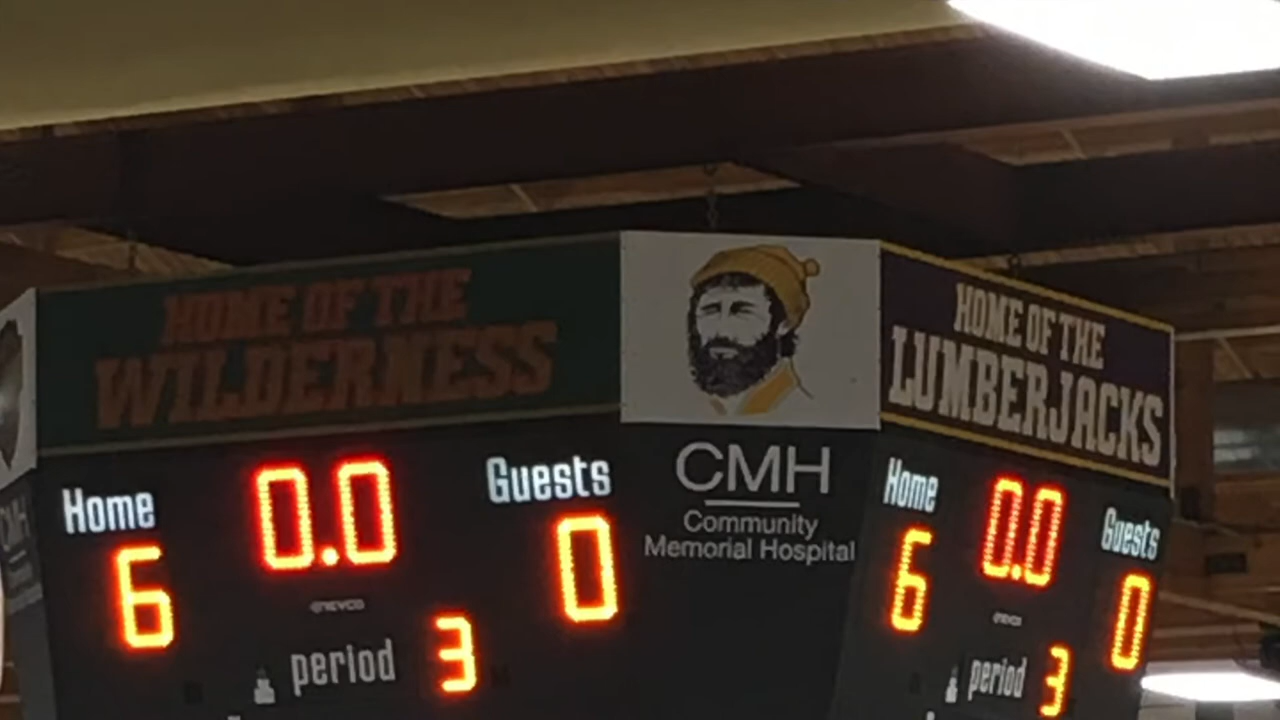 HOME OF THE
WILDERNESS
Home
0.0
Guests
6
0
NEVCO
period
3
CMH
Community
Memorial Hospital
HOME OF THE
LUMBERJACKS
Home
0.0
Guests
6
0
period
3